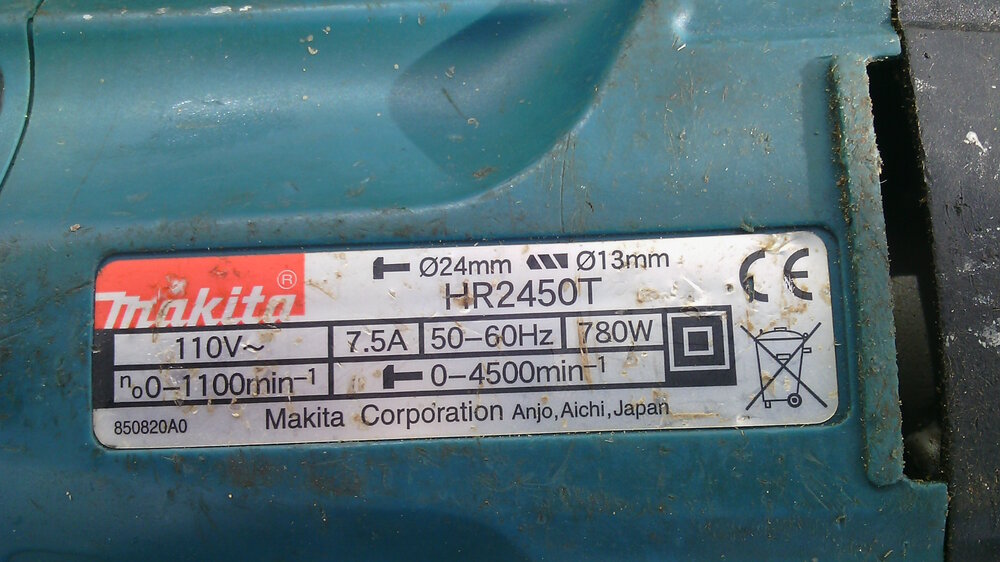 Makita®
Ø24mm Ø13mm
HR2450T
CE
110V~ 7.5A 50-60Hz 780W
n₀0-1100min⁻¹ 0-4500min⁻¹
850820A0 Makita Corporation Anjo,Aichi,Japan